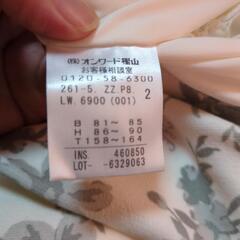 ㈱オンワード樫山
お客様相談室
0120-58-6300
261-5. ZZ P8. 2
LW. 6900 (001)
B 81~ 85
H 86~ 90
T 158~164
INS. 460850
LOT- -6329063